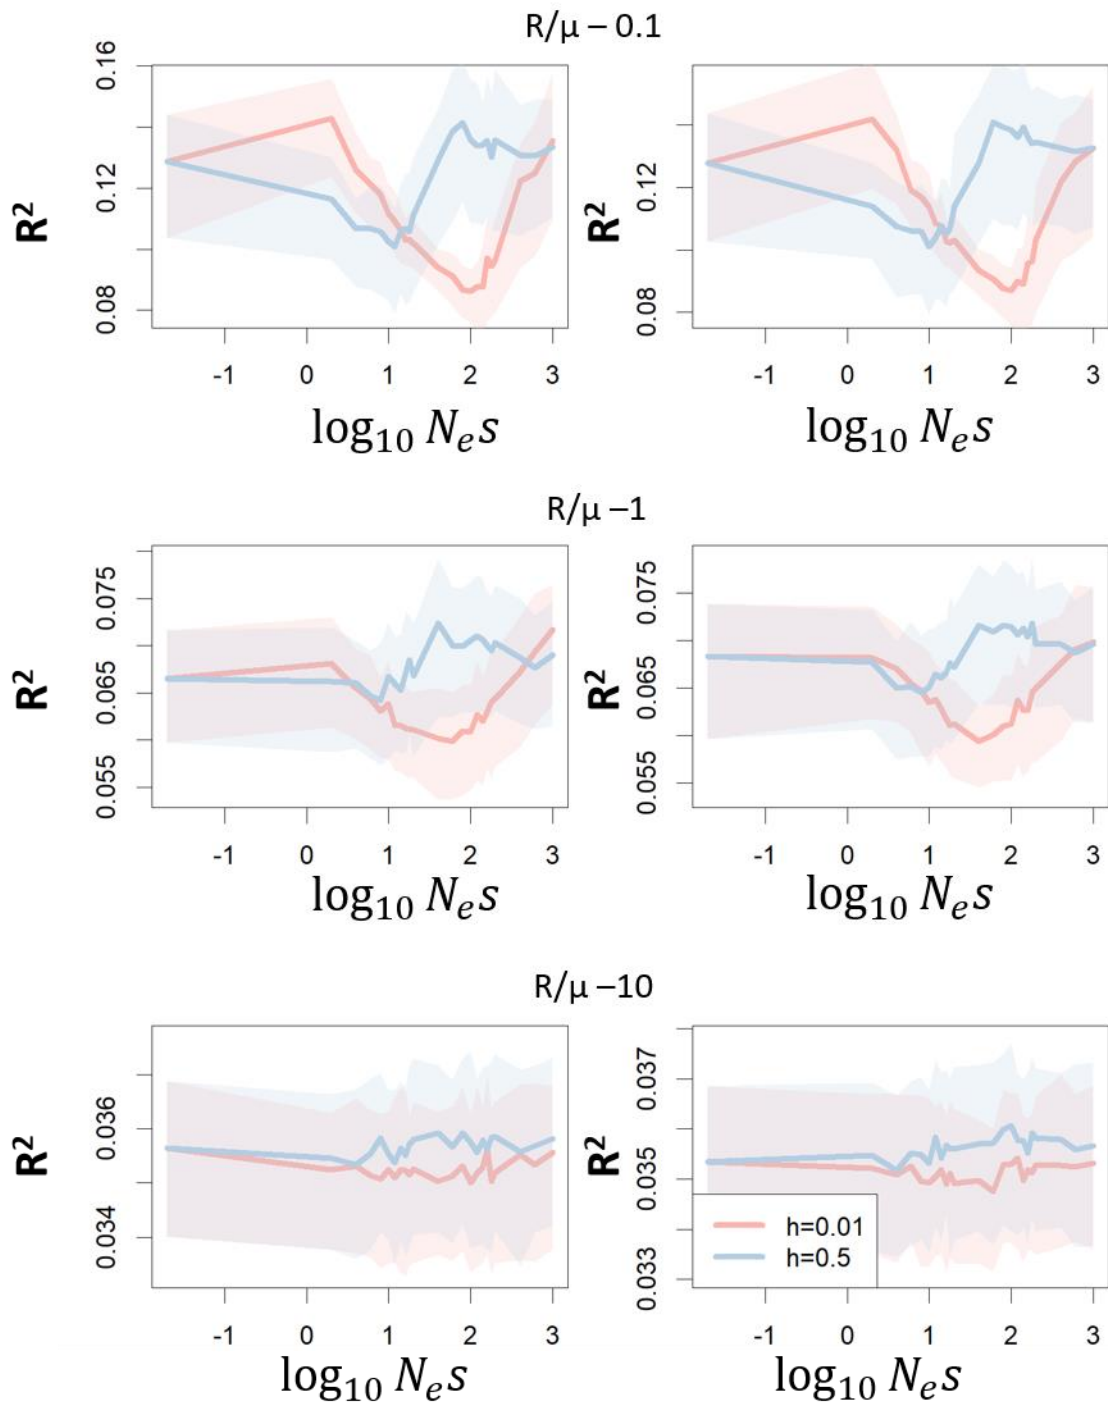 R/μ – 0.1
0.16
0.12
0.08
R²
-1 0 1 2 3
log₁₀ Nₑs
0.12
0.08
R²
-1 0 1 2 3
log₁₀ Nₑs
R/μ –1
0.075
0.065
0.055
R²
-1 0 1 2 3
log₁₀ Nₑs
0.075
0.065
0.055
R²
-1 0 1 2 3
log₁₀ Nₑs
R/μ –10
0.036
0.034
R²
-1 0 1 2 3
log₁₀ Nₑs
0.037
0.035
0.033
R²
h=0.01
h=0.5
-1 0 1 2 3
log₁₀ Nₑs